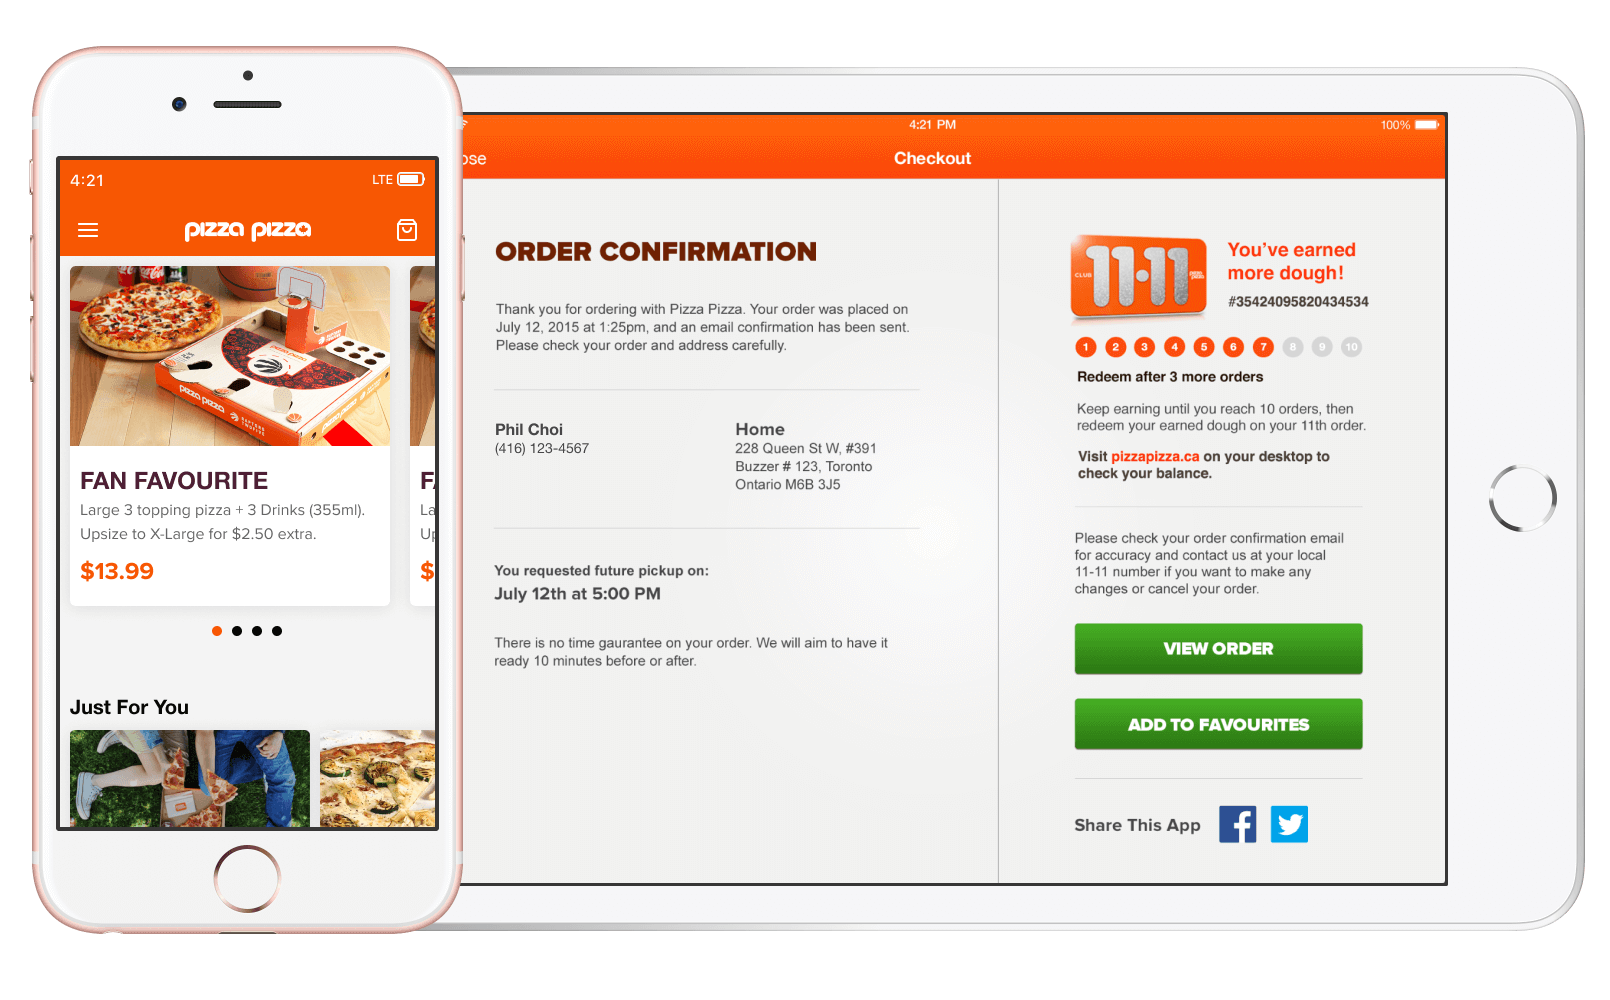 4:21
LTE
pizza pizza
pizza pizza
pizza pizza
FAN FAVOURITE
Large 3 topping pizza + 3 Drinks (355ml).
Upsize to X-Large for $2.50 extra.
$13.99
F
La
Up
$
Just For You
4:21 PM
100%
ose
Checkout
ORDER CONFIRMATION
Thank you for ordering with Pizza Pizza. Your order was placed on
July 12, 2015 at 1:25pm, and an email confirmation has been sent.
Please check your order and address carefully.
Phil Choi
(416) 123-4567
Home
228 Queen St W, #391
Buzzer # 123, Toronto
Ontario M6B 3J5
You requested future pickup on:
July 12th at 5:00 PM
There is no time gaurantee on your order. We will aim to have it
ready 10 minutes before or after.
CLUB
11·11
You've earned
more dough!
#35424095820434534
1 2 3 4 5 6 7 8 9 10
Redeem after 3 more orders
Keep earning until you reach 10 orders, then
redeem your earned dough on your 11th order.
Visit pizzapizza.ca on your desktop to
check your balance.
Please check your order confirmation email
for accuracy and contact us at your local
11-11 number if you want to make any
changes or cancel your order.
VIEW ORDER
ADD TO FAVOURITES
Share This App